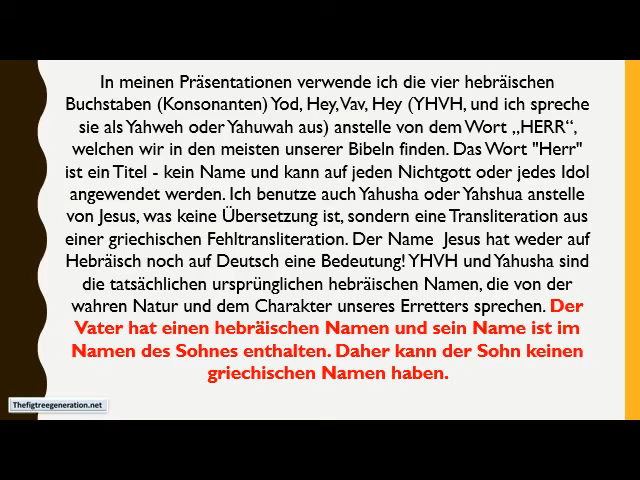 In meinen Präsentationen verwende ich die vier hebräischen
Buchstaben (Konsonanten) Yod, Hey, Vav, Hey (YHVH, und ich spreche
sie als Yahweh oder Yahuwah aus) anstelle von dem Wort „HERR“,
welchen wir in den meisten unserer Bibeln finden. Das Wort "Herr"
ist ein Titel - kein Name und kann auf jeden Nichtgott oder jedes Idol
angewendet werden. Ich benutze auch Yahusha oder Yahshua anstelle
von Jesus, was keine Übersetzung ist, sondern eine Transliteration aus
einer griechischen Fehltransliteration. Der Name Jesus hat weder auf
Hebräisch noch auf Deutsch eine Bedeutung! YHVH und Yahusha sind
die tatsächlichen ursprünglichen hebräischen Namen, die von der
wahren Natur und dem Charakter unseres Erretters sprechen. Der
Vater hat einen hebräischen Namen und sein Name ist im
Namen des Sohnes enthalten. Daher kann der Sohn keinen
griechischen Namen haben.
Thefigtreegeneration.net